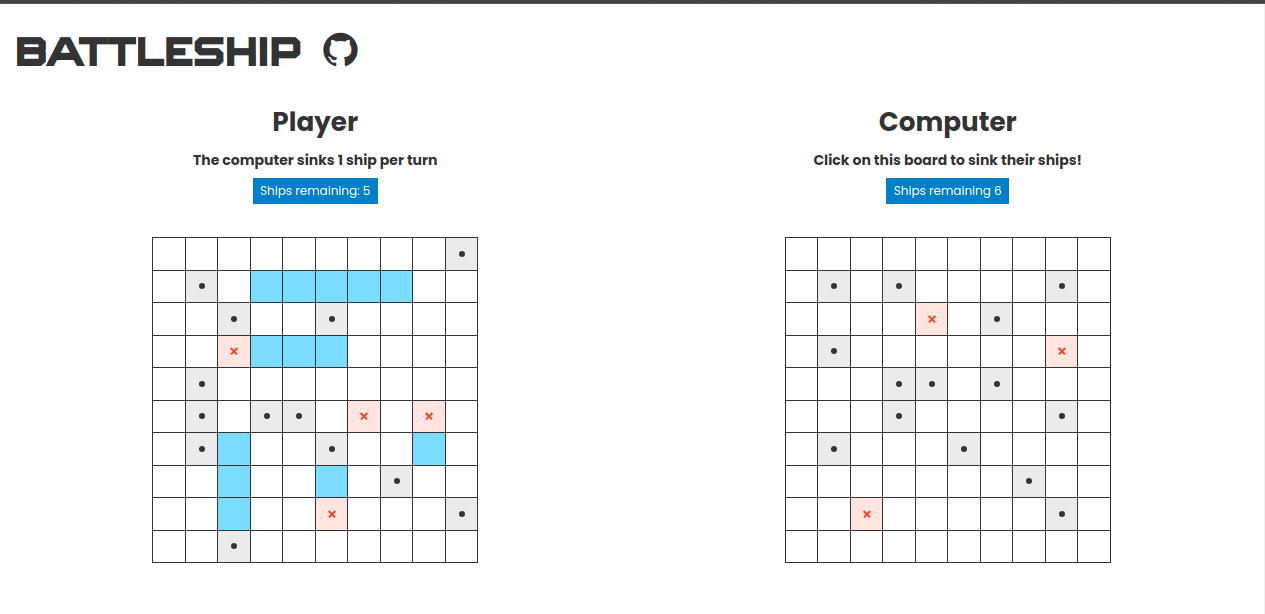 BATTLESHIP
Player
The computer sinks 1 ship per turn
Ships remaining: 5
Computer
Click on this board to sink their ships!
Ships remaining 6